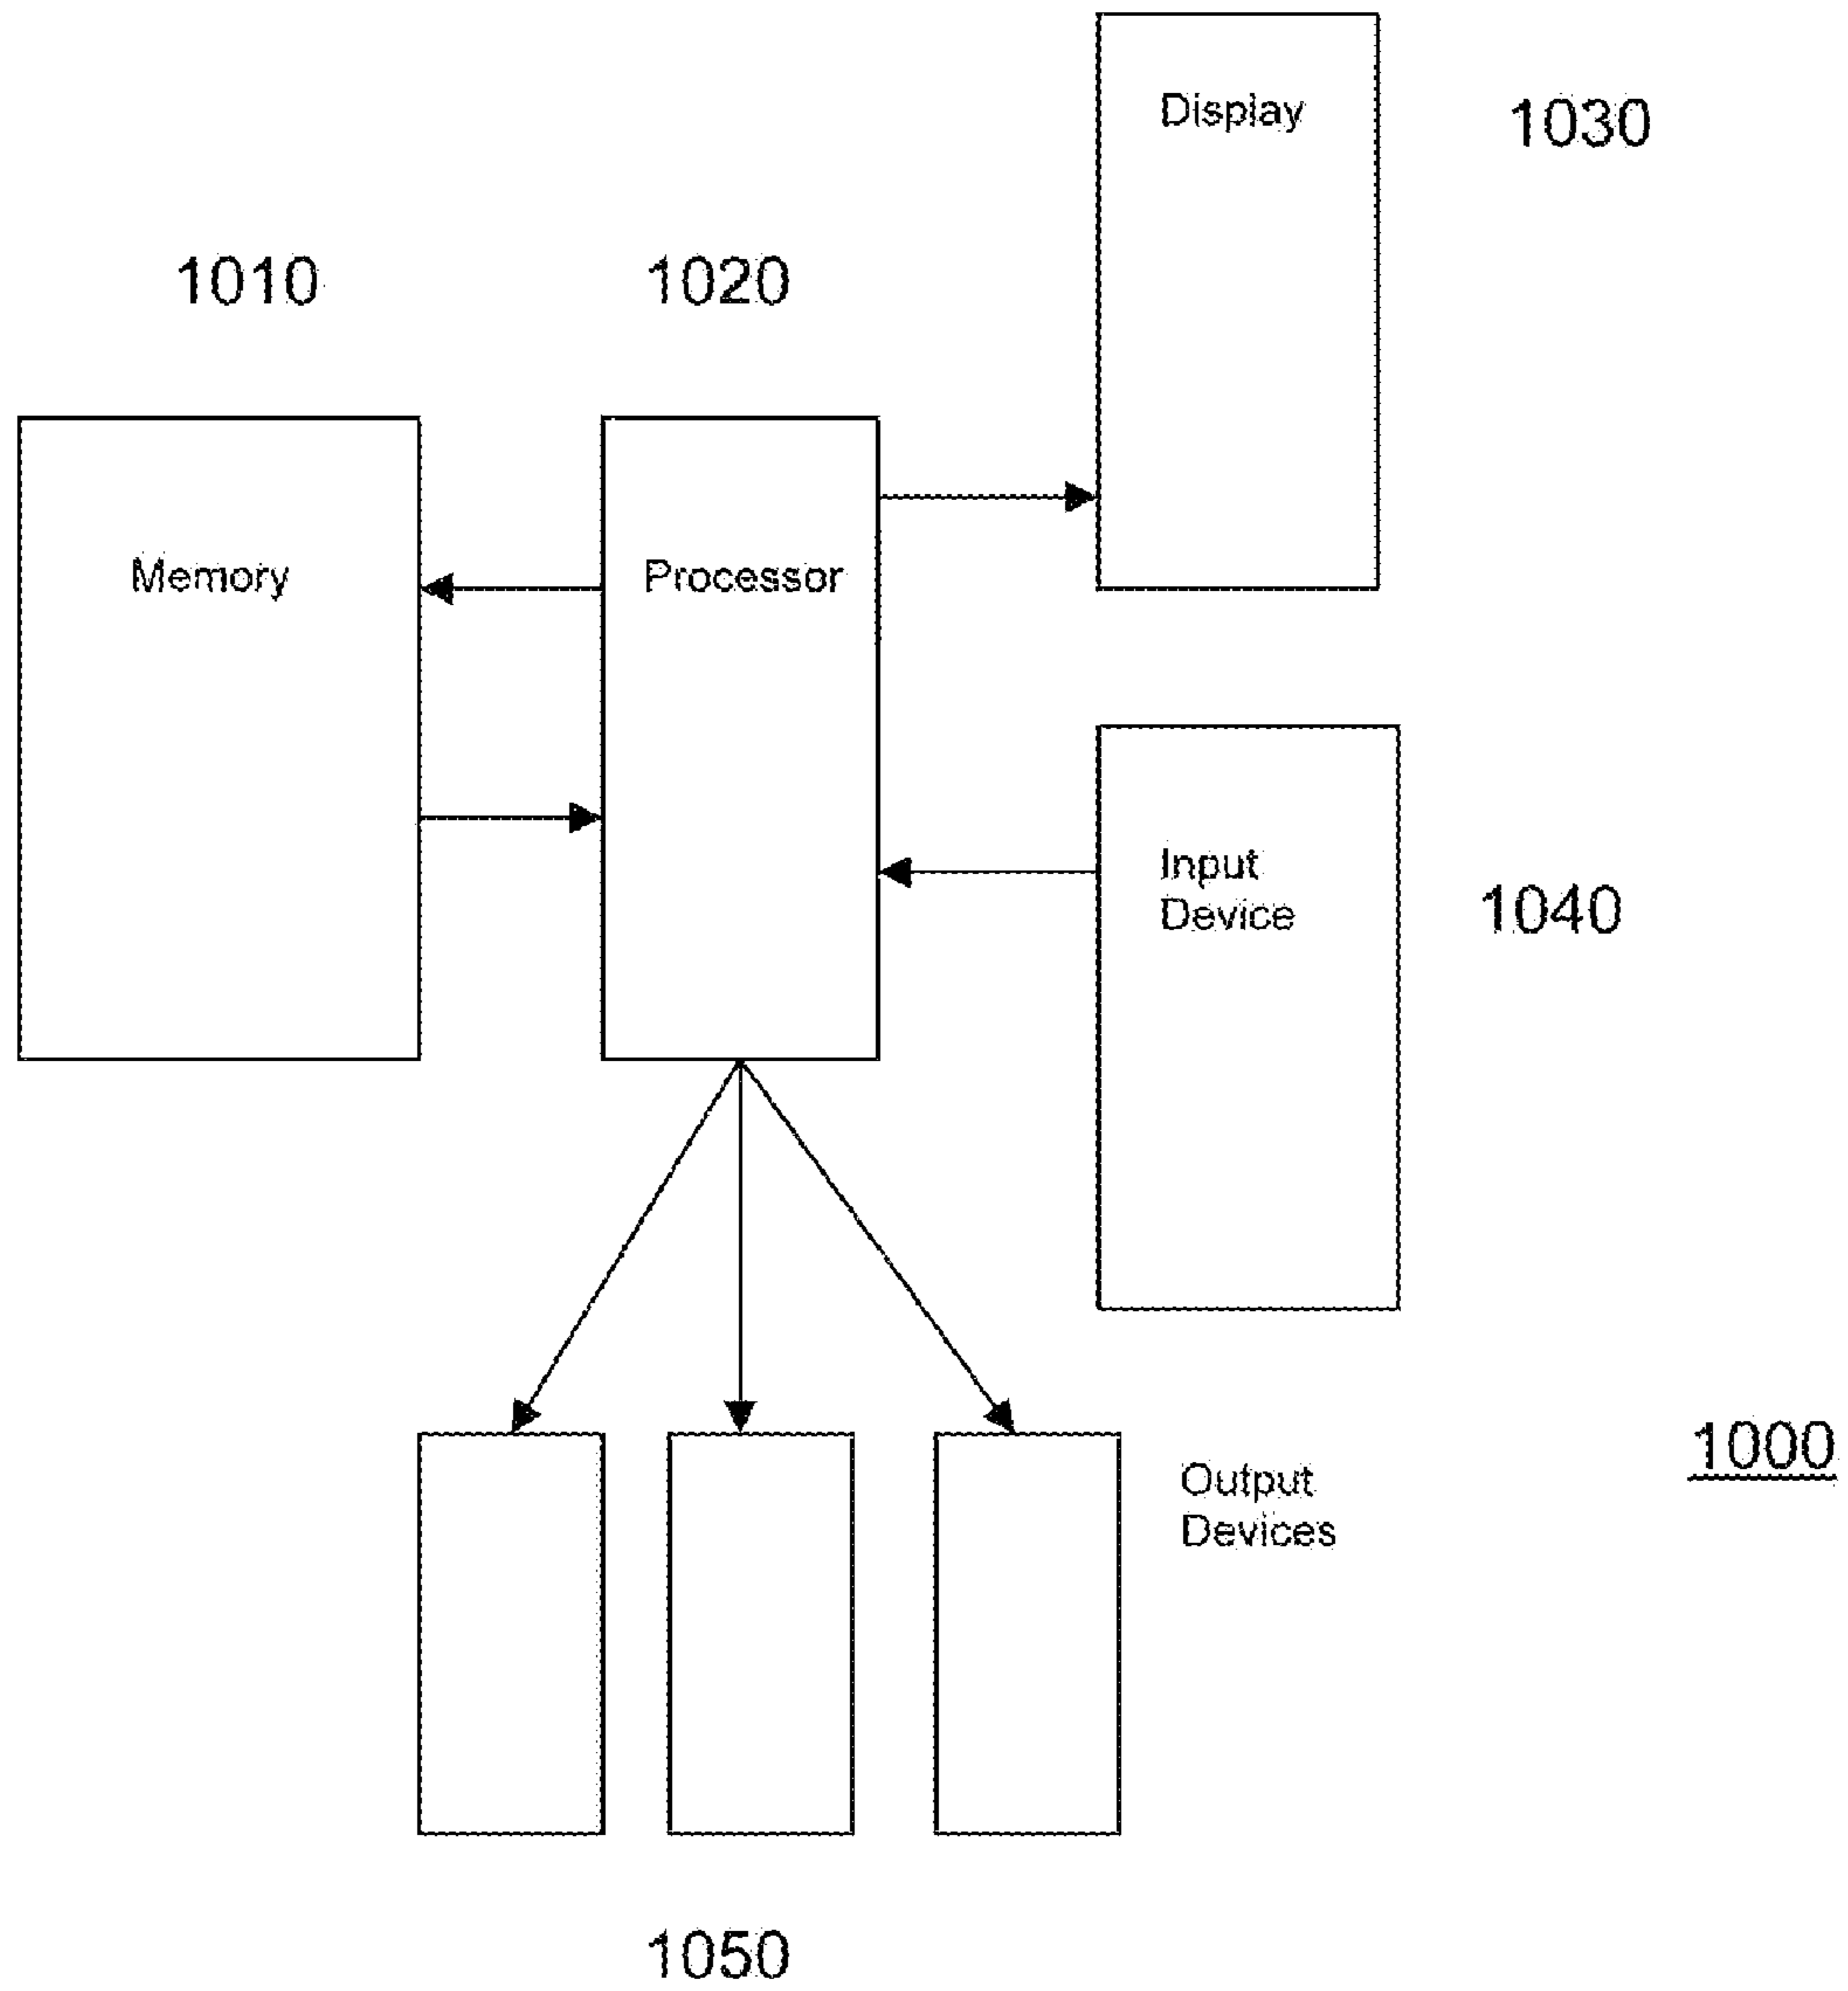 Display
1030
1010
1020
Memory
Processor
Input
Device
1040
1000
Output
Devices
1050